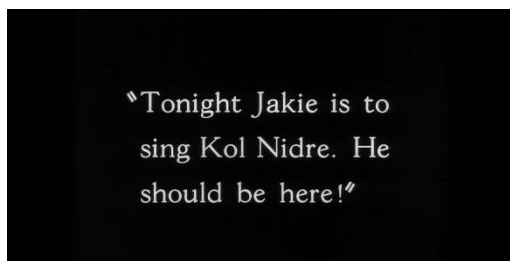 "Tonight Jakie is to
sing Kol Nidre. He
should be here!"